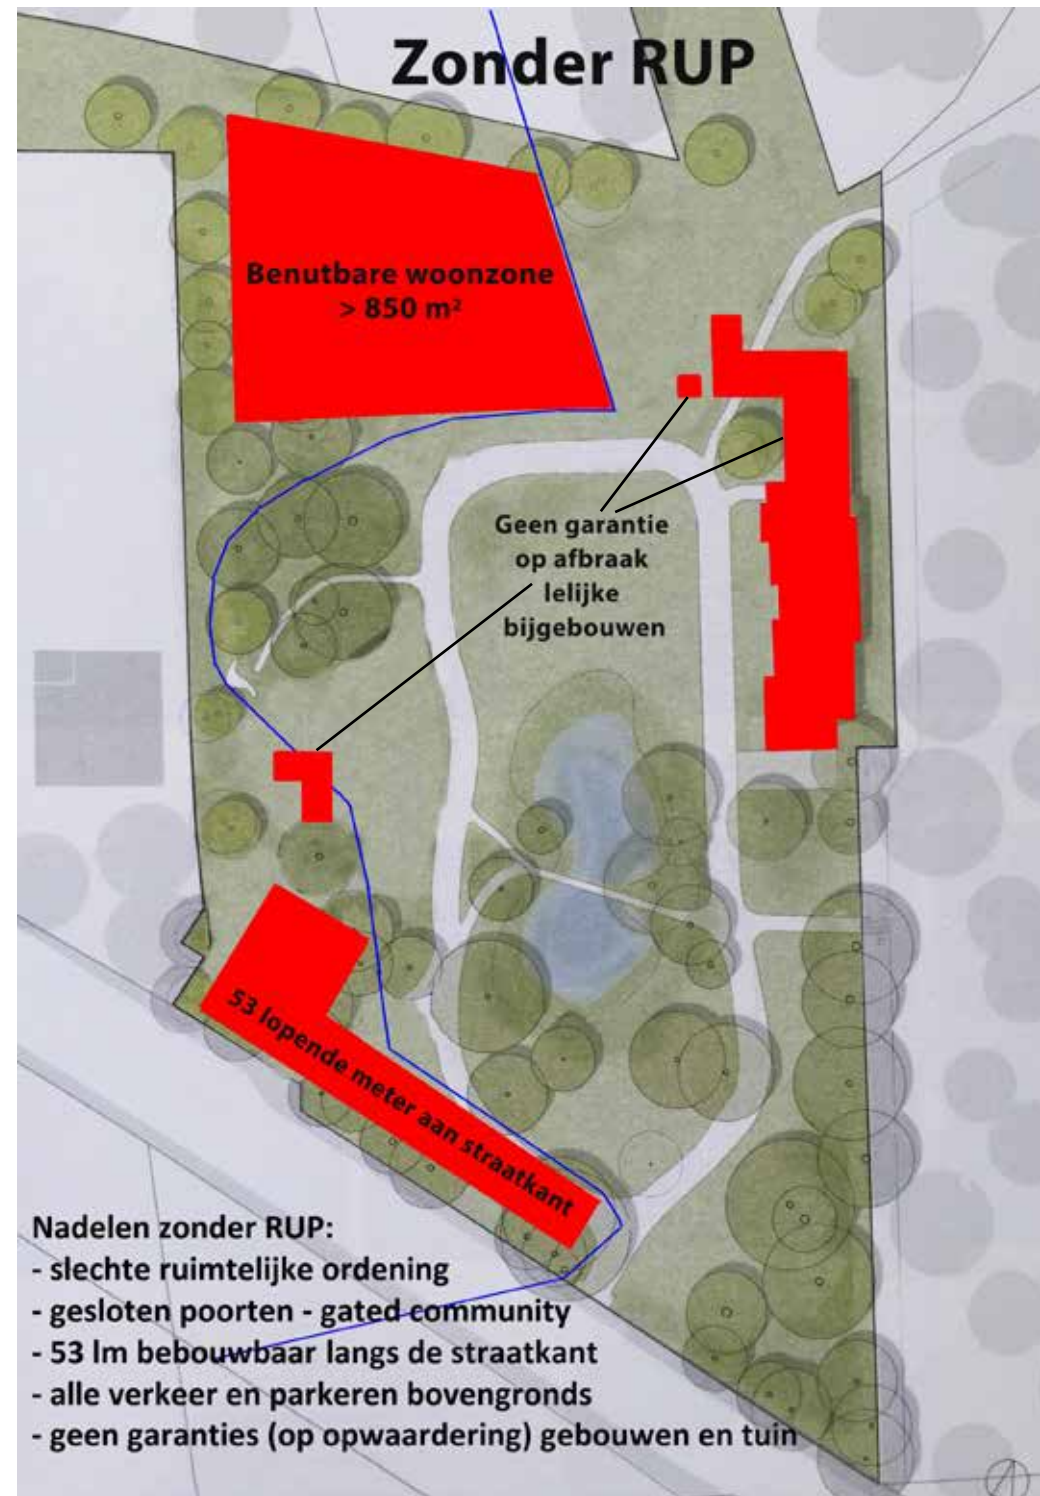 Zonder RUP
Benutbare woonzone
> 850 m²
Geen garantie
op afbraak
lelijke
bijgebouwen
53 lopende meter aan straatkant
Nadelen zonder RUP:
- slechte ruimtelijke ordening
- gesloten poorten - gated community
- 53 lm bebouwbaar langs de straatkant
- alle verkeer en parkeren bovengronds
- geen garanties (op opwaardering) gebouwen en tuin